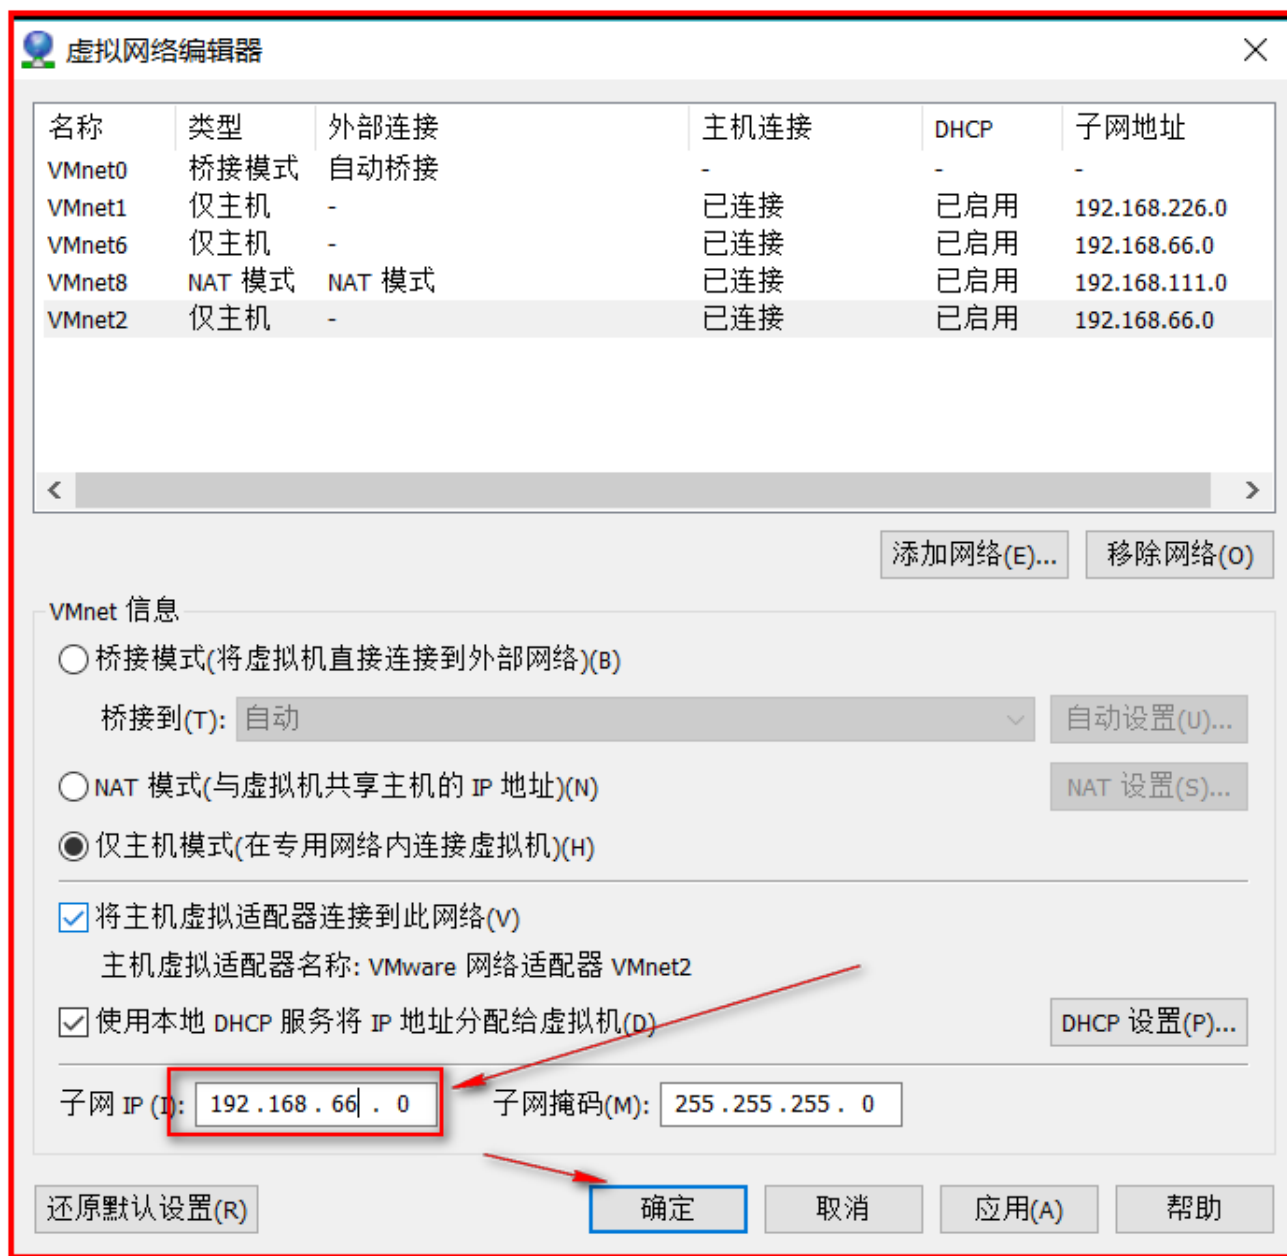 虚拟网络编辑器
名称 类型 外部连接 主机连接 DHCP 子网地址
VMnet0 桥接模式 自动桥接 - - -
VMnet1 仅主机 - 已连接 已启用 192.168.226.0
VMnet6 仅主机 - 已连接 已启用 192.168.66.0
VMnet8 NAT 模式 NAT 模式 已连接 已启用 192.168.111.0
VMnet2 仅主机 - 已连接 已启用 192.168.66.0
添加网络(E)... 移除网络(O)
VMnet 信息
桥接模式(将虚拟机直接连接到外部网络)(B)
桥接到(T): 自动 自动设置(U)...
NAT 模式(与虚拟机共享主机的 IP 地址)(N) NAT 设置(S)...
仅主机模式(在专用网络内连接虚拟机)(H)
将主机虚拟适配器连接到此网络(V)
主机虚拟适配器名称: VMware 网络适配器 VMnet2
使用本地 DHCP 服务将 IP 地址分配给虚拟机(D) DHCP 设置(P)...
子网 IP (I): 192 . 168 . 66 . 0 子网掩码(M): 255 . 255 . 255 . 0
还原默认设置(R) 确定 取消 应用(A) 帮助